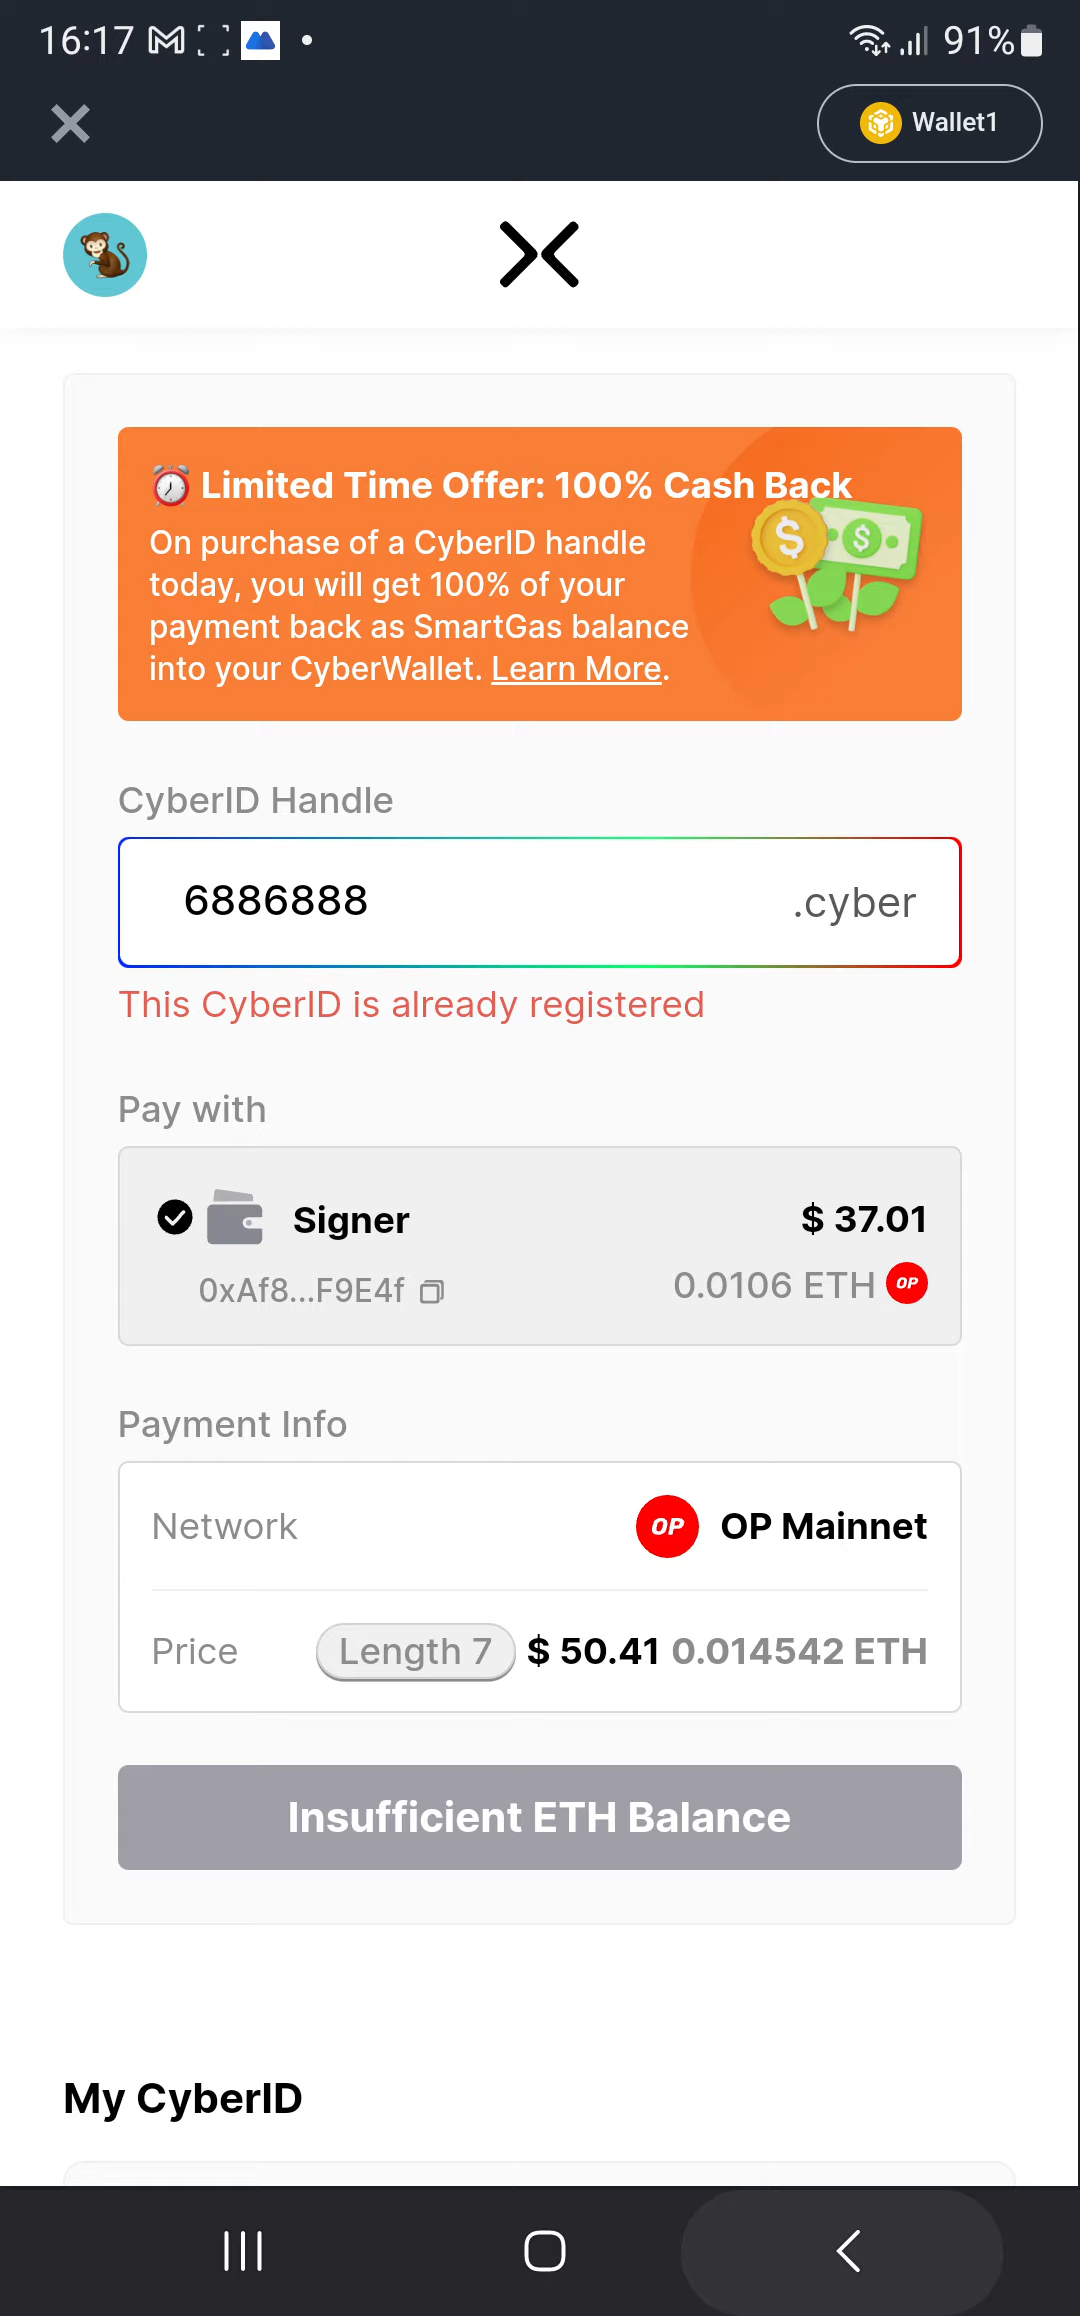 16:17
91%
Wallet1
Limited Time Offer: 100% Cash Back
On purchase of a CyberID handle
today, you will get 100% of your
payment back as SmartGas balance
into your CyberWallet. Learn More.
CyberID Handle
6886888 .cyber
This CyberID is already registered
Pay with
Signer $ 37.01
0xAf8...F9E4f 0.0106 ETH OP
Payment Info
Network OP OP Mainnet
Price Length 7 $ 50.41 0.014542 ETH
Insufficient ETH Balance
My CyberID